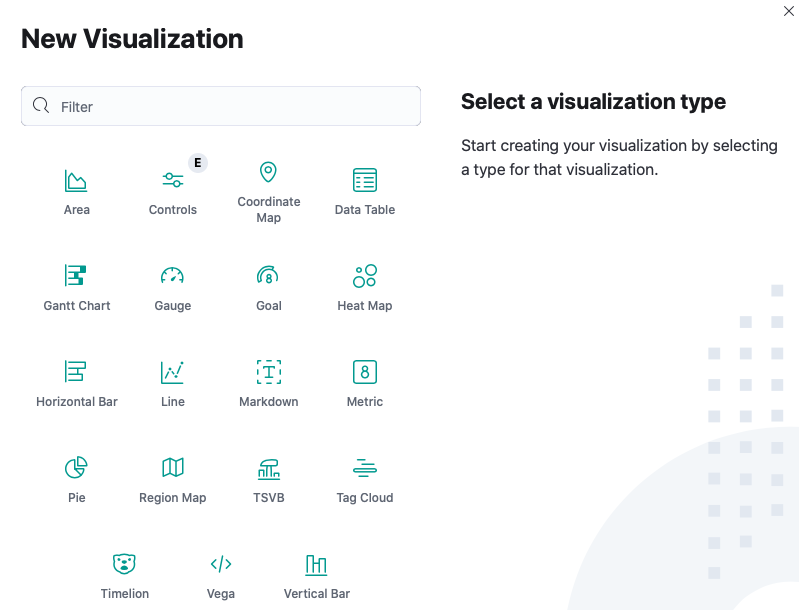 New Visualization
Filter
Select a visualization type
Start creating your visualization by selecting
a type for that visualization.
E
Area
Controls
Coordinate
Map
Data Table
Gantt Chart
Gauge
8
Goal
Heat Map
Horizontal Bar
Line
T
Markdown
8
Metric
Pie
Region Map
TSVB
Tag Cloud
Timelion
</>
Vega
Vertical Bar